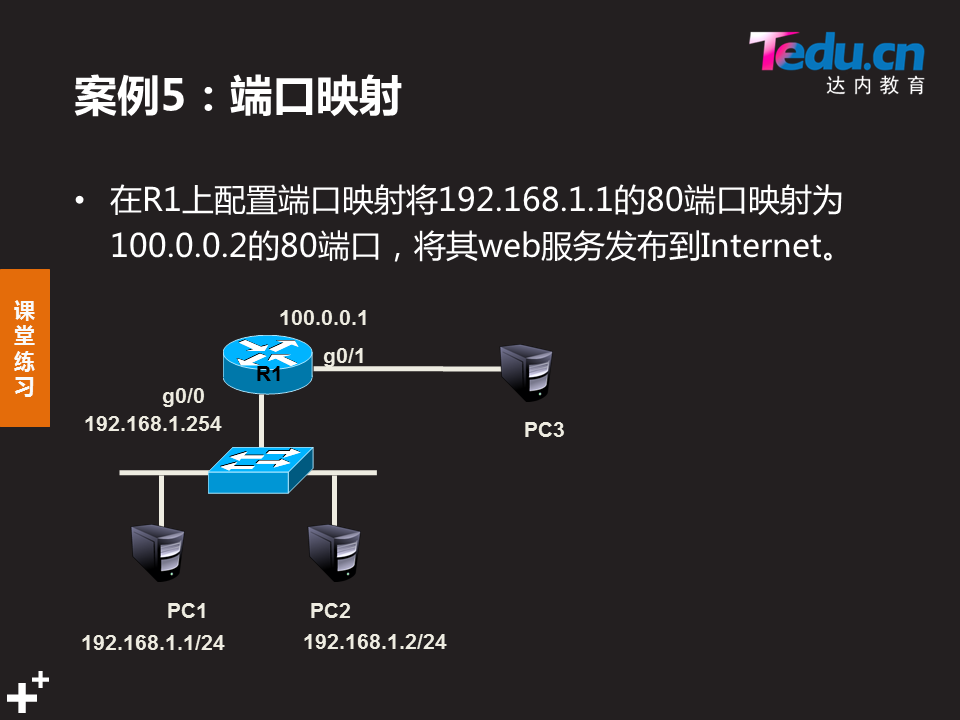 Tedu.cn
达内教育
案例5：端口映射
• 在R1上配置端口映射将192.168.1.1的80端口映射为
100.0.0.2的80端口，将其web服务发布到Internet。
课
堂
练
习
100.0.0.1
g0/1
R1
g0/0
192.168.1.254
PC3
PC1
PC2
192.168.1.1/24
192.168.1.2/24